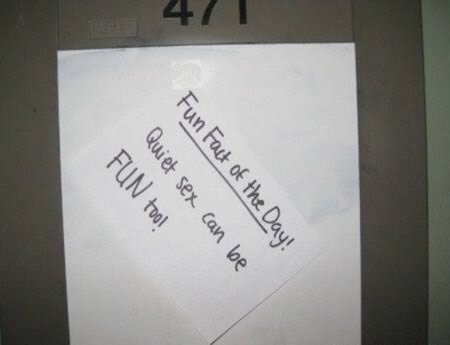 471
Fun Fact of the Day!
Quiet sex can be
FUN too!